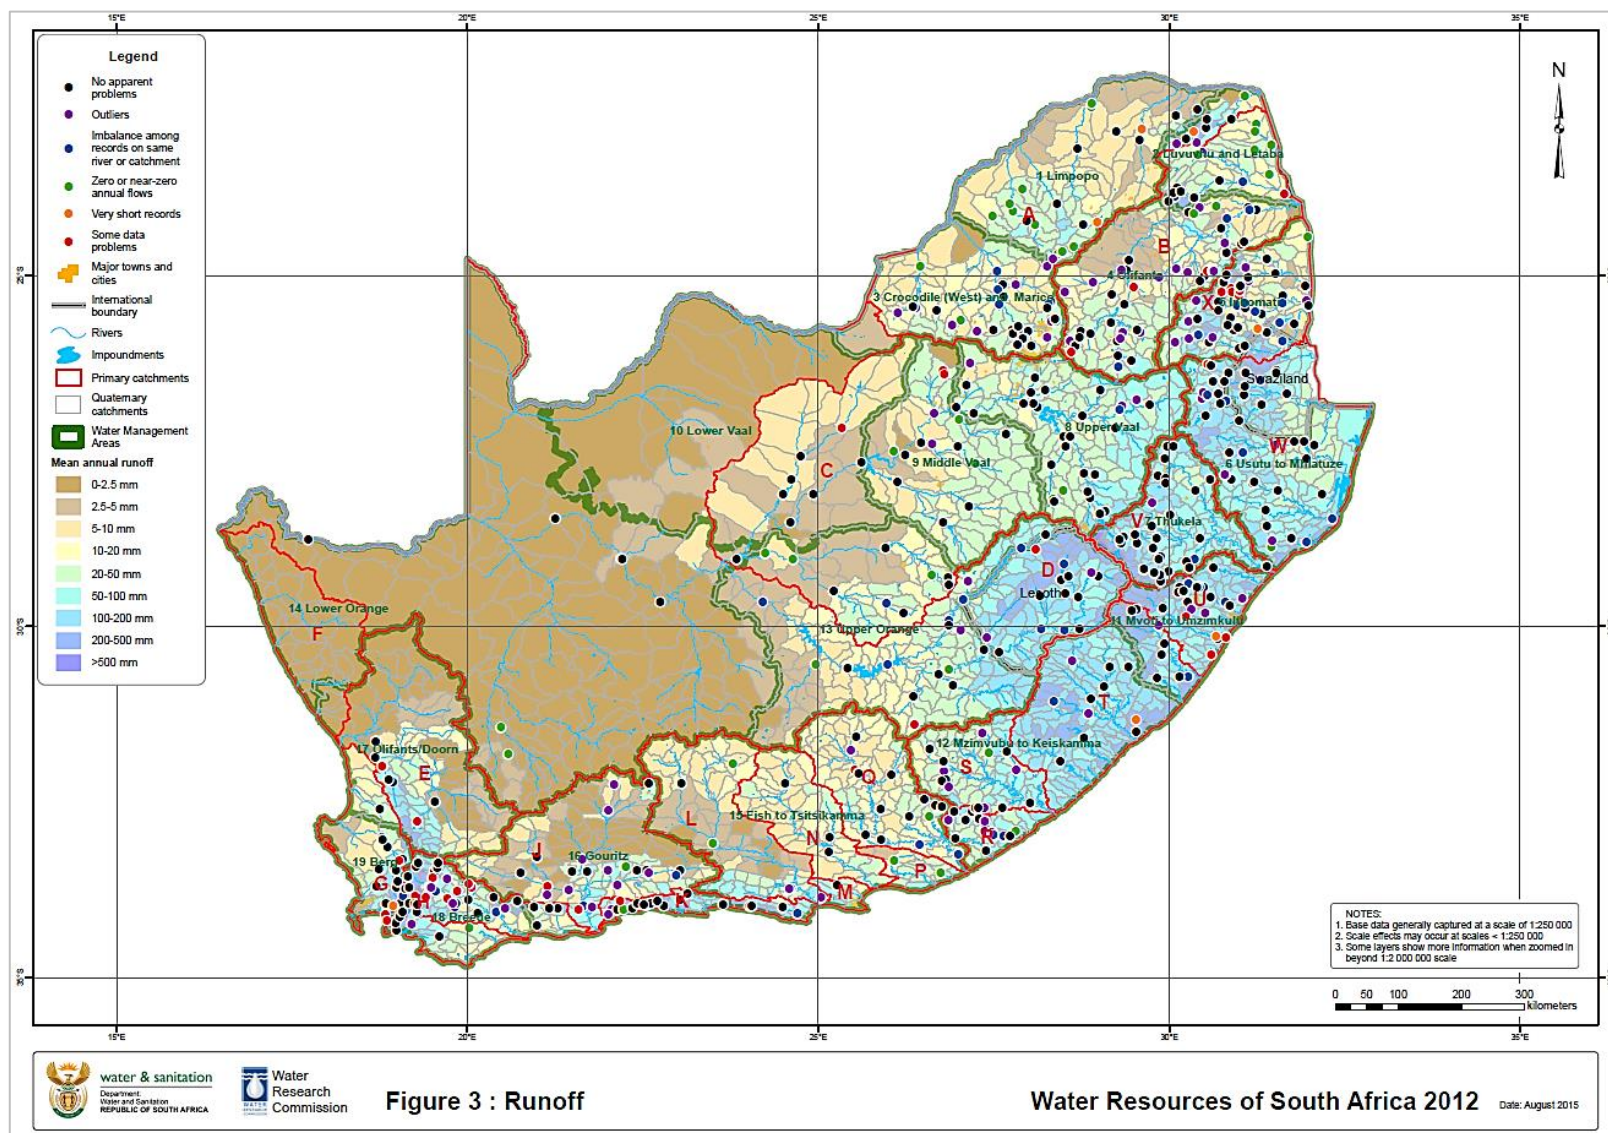 15°E
20°E
25°E
30°E
35°E
Legend
No apparent
problems
Outliers
Imbalance among
records on same
river or catchment
Zero or near-zero
annual flows
Very short records
Some data
problems
Major towns and
cities
International
boundary
Rivers
Impoundments
Primary catchments
Quaternary
catchments
Water Management
Areas
Mean annual runoff
0-2.5 mm
2.5-5 mm
5-10 mm
10-20 mm
20-50 mm
50-100 mm
100-200 mm
200-500 mm
>500 mm
N
2 Luvuvhu and Letaba
1 Limpopo
A
B
25°S
4 Olifants
3 Crocodile (West) and Marico
X
5 Inkomati
Swaziland
10 Lower Vaal
8 Upper Vaal
C
9 Middle Vaal
W
6 Usutu to Mhlatuze
V
7 Thukela
D
Lesotho
U
14 Lower Orange
F
30°S
13 Upper Orange
11 Mvoti to Umzimkulu
T
17 Olifants/Doorn
E
12 Mzimvubu to Keiskamma
S
Q
15 Fish to Tsitsikamma
L
N
R
J
16 Gouritz
19 Berg
G
P
M
K
H
18 Breede
35°S
NOTES:
1. Base data generally captured at a scale of 1:250 000
2. Scale effects may occur at scales < 1:250 000
3. Some layers show more information when zoomed in
beyond 1:2 000 000 scale
0 50 100 200 300
kilometers
15°E
20°E
25°E
30°E
35°E
water & sanitation
Department:
Water and Sanitation
REPUBLIC OF SOUTH AFRICA
WATER
Water
Research
Commission
Figure 3 : Runoff
Water Resources of South Africa 2012
Date: August 2015